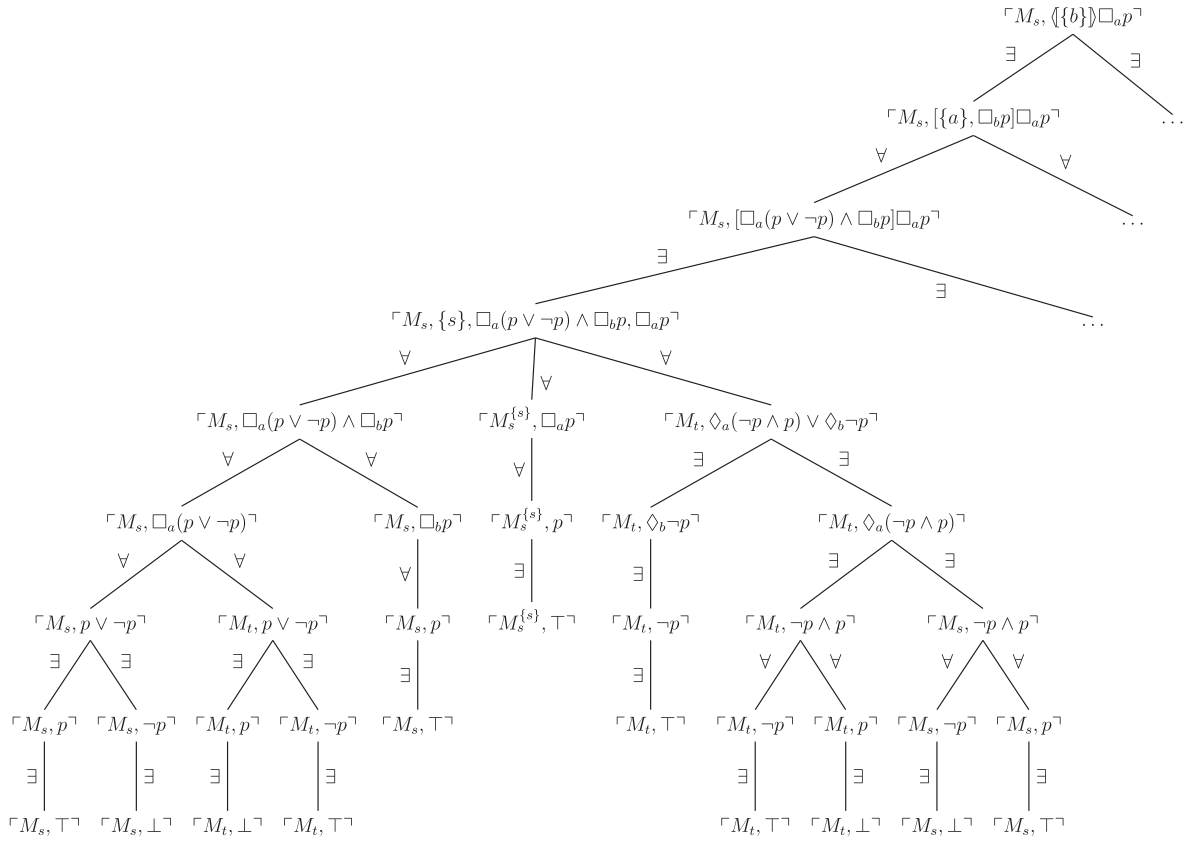 ⌜M_s, ⟨[{b}]⟩□_a p⌝
∃ ∃
⌜M_s, [{a}, □_b p]□_a p⌝ ...
∀ ∀
⌜M_s, [□_a(p ∨ ¬p) ∧ □_b p]□_a p⌝ ...
∃ ∃
⌜M_s, {s}, □_a(p ∨ ¬p) ∧ □_b p, □_a p⌝ ...
∀ ∀ ∀
⌜M_s, □_a(p ∨ ¬p) ∧ □_b p⌝ ⌜M_s^{s}, □_a p⌝ ⌜M_t, ◊_a(¬p ∧ p) ∨ ◊_b ¬p⌝
∀ ∀ ∀ ∃ ∃
⌜M_s, □_a(p ∨ ¬p)⌝ ⌜M_s, □_b p⌝ ⌜M_s^{s}, p⌝ ⌜M_t, ◊_b ¬p⌝ ⌜M_t, ◊_a(¬p ∧ p)⌝
∀ ∀ ∀ ∃ ∃ ∃ ∃
⌜M_s, p ∨ ¬p⌝ ⌜M_t, p ∨ ¬p⌝ ⌜M_s, p⌝ ⌜M_s^{s}, ⊤⌝ ⌜M_t, ¬p⌝ ⌜M_t, ¬p ∧ p⌝ ⌜M_s, ¬p ∧ p⌝
∃ ∃ ∃ ∃ ∃ ∃ ∀ ∀ ∀ ∀
⌜M_s, p⌝ ⌜M_s, ¬p⌝ ⌜M_t, p⌝ ⌜M_t, ¬p⌝ ⌜M_s, ⊤⌝ ⌜M_t, ⊤⌝ ⌜M_t, ¬p⌝ ⌜M_t, p⌝ ⌜M_s, ¬p⌝ ⌜M_s, p⌝
∃ ∃ ∃ ∃ ∃ ∃ ∃ ∃
⌜M_s, ⊤⌝ ⌜M_s, ⊥⌝ ⌜M_t, ⊥⌝ ⌜M_t, ⊤⌝ ⌜M_t, ⊤⌝ ⌜M_t, ⊥⌝ ⌜M_s, ⊥⌝ ⌜M_s, ⊤⌝